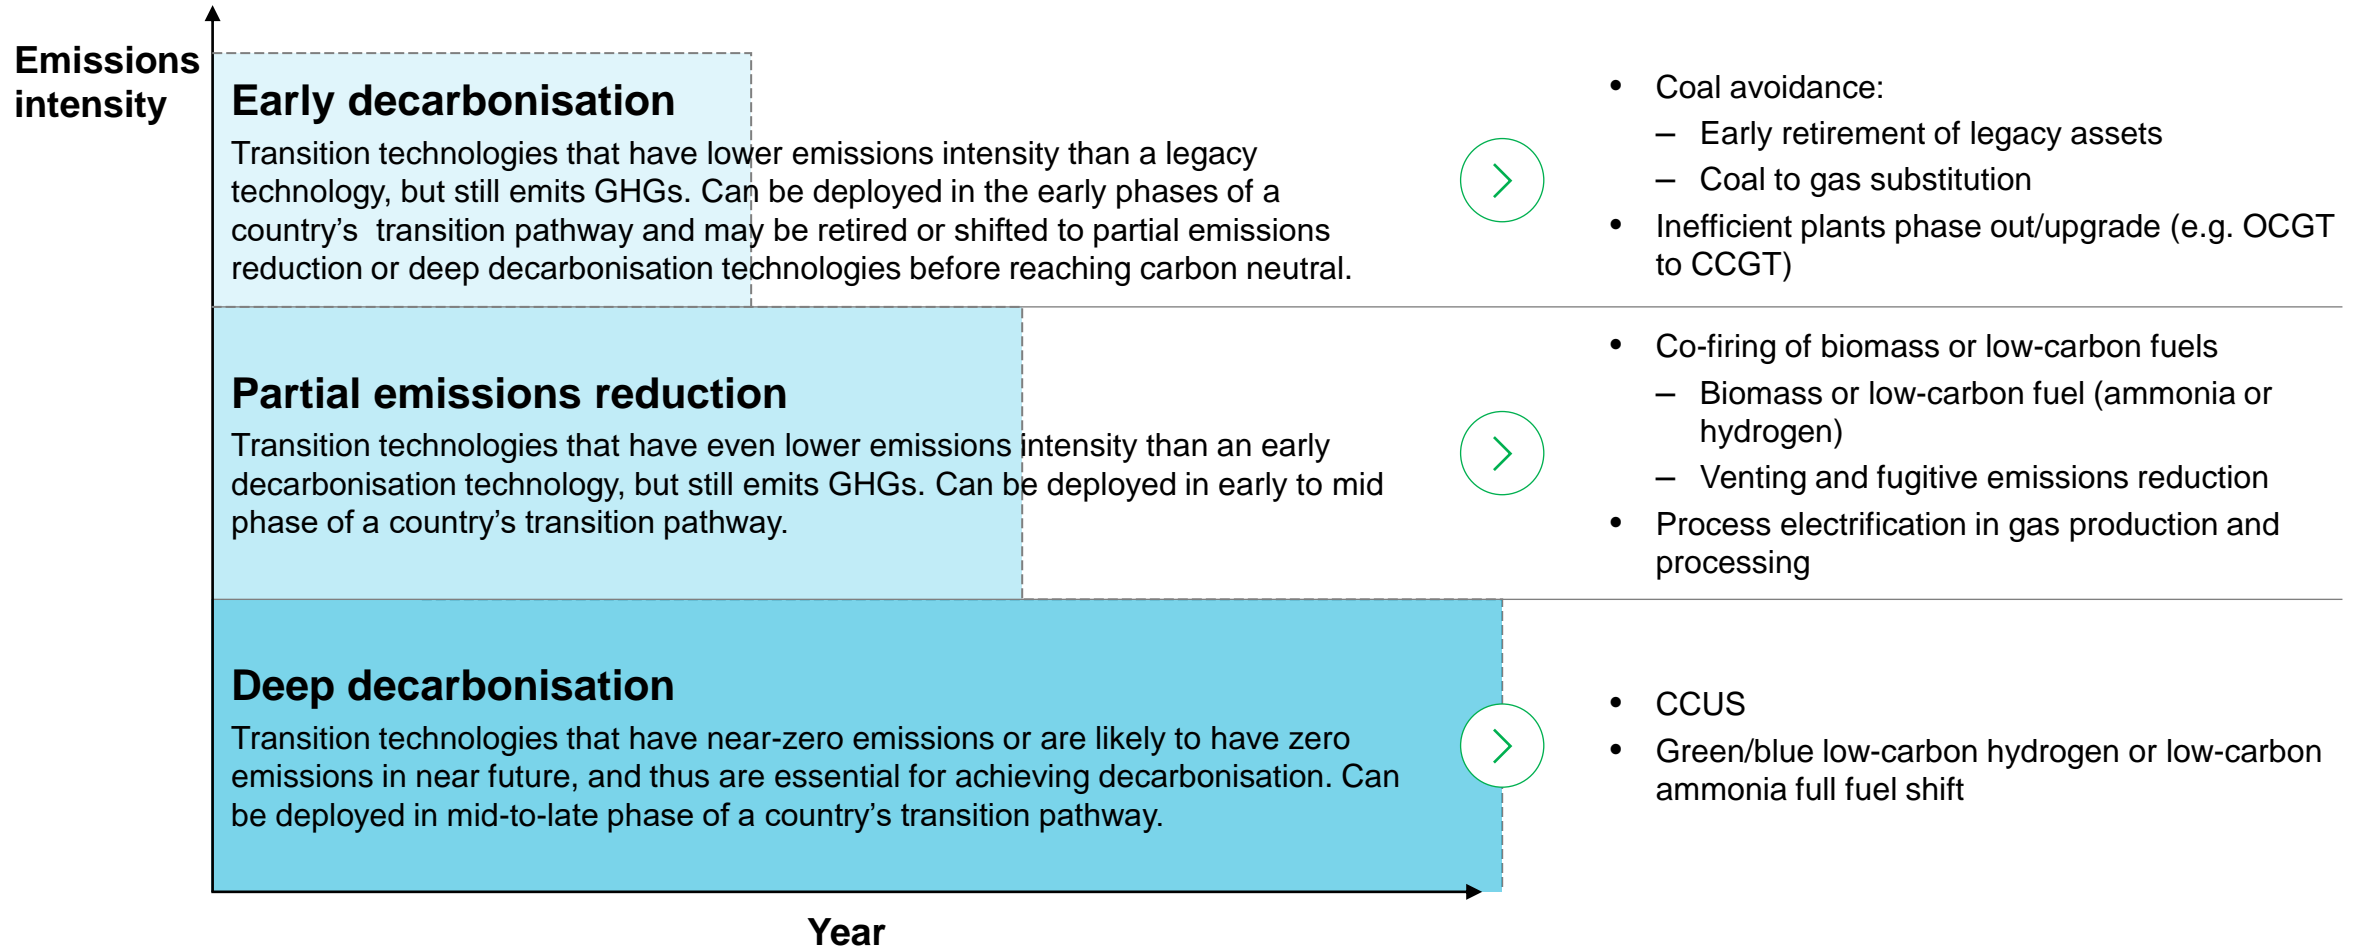 Emissions
intensity
Early decarbonisation
Transition technologies that have lower emissions intensity than a legacy
technology, but still emits GHGs. Can be deployed in the early phases of a
country’s  transition pathway and may be retired or shifted to partial emissions
reduction or deep decarbonisation technologies before reaching carbon neutral.
• Coal avoidance:
– Early retirement of legacy assets
– Coal to gas substitution
• Inefficient plants phase out/upgrade (e.g. OCGT
to CCGT)
Partial emissions reduction
Transition technologies that have even lower emissions intensity than an early
decarbonisation technology, but still emits GHGs. Can be deployed in early to mid
phase of a country’s transition pathway.
• Co-firing of biomass or low-carbon fuels
– Biomass or low-carbon fuel (ammonia or
hydrogen)
– Venting and fugitive emissions reduction
• Process electrification in gas production and
processing
Deep decarbonisation
Transition technologies that have near-zero emissions or are likely to have zero
emissions in near future, and thus are essential for achieving decarbonisation. Can
be deployed in mid-to-late phase of a country’s transition pathway.
• CCUS
• Green/blue low-carbon hydrogen or low-carbon
ammonia full fuel shift
Year